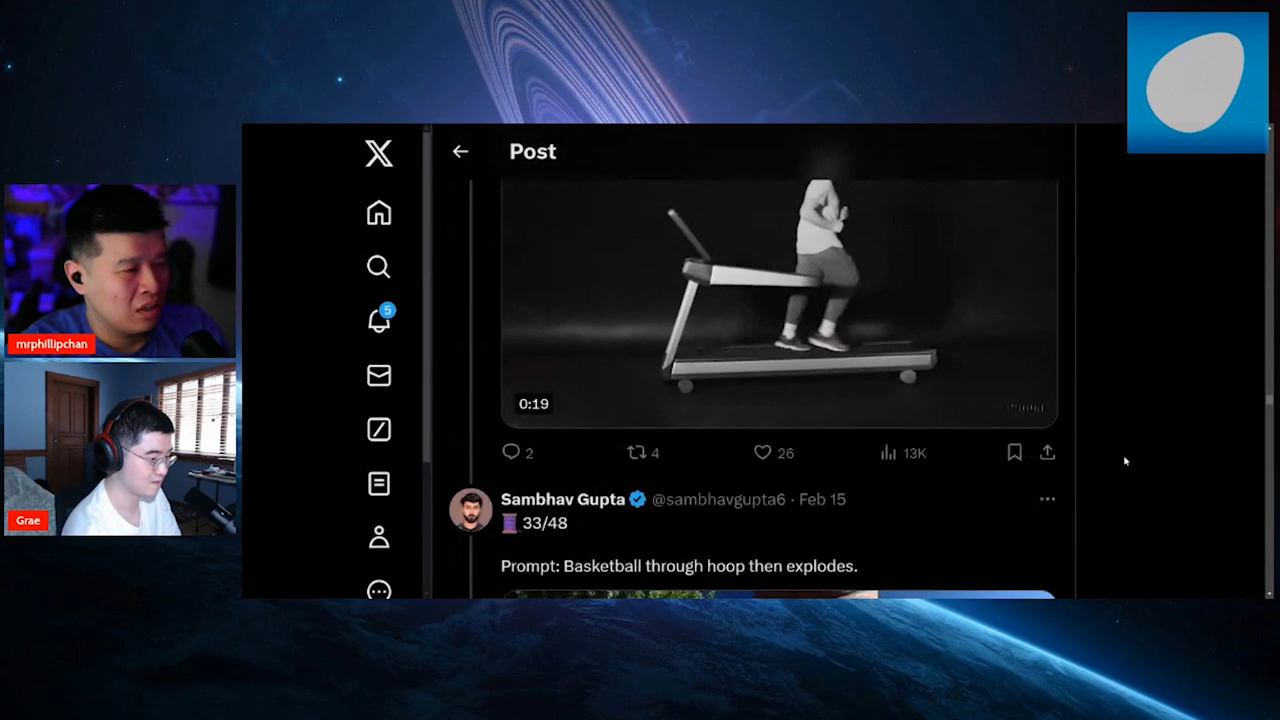 Post
5
mrphillipchan
0:19
2
4
26
13K
Sambhav Gupta @sambhavgupta6 · Feb 15
33/48
Grae
Prompt: Basketball through hoop then explodes.